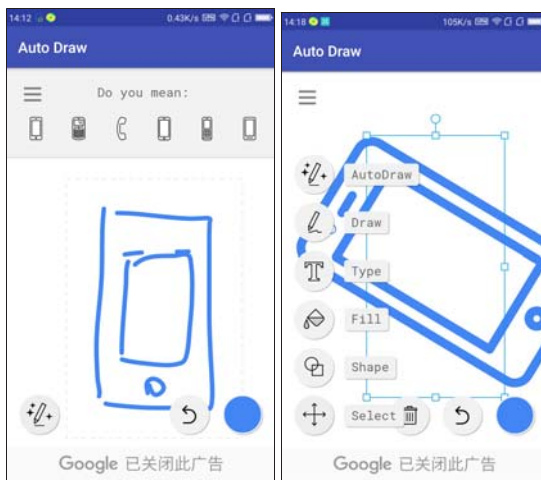 14:12 0.43K/s
Auto Draw
Do you mean:
Google 已关闭此广告
14:18 105K/s
Auto Draw
AutoDraw
Draw
Type
Fill
Shape
Select
Google 已关闭此广告